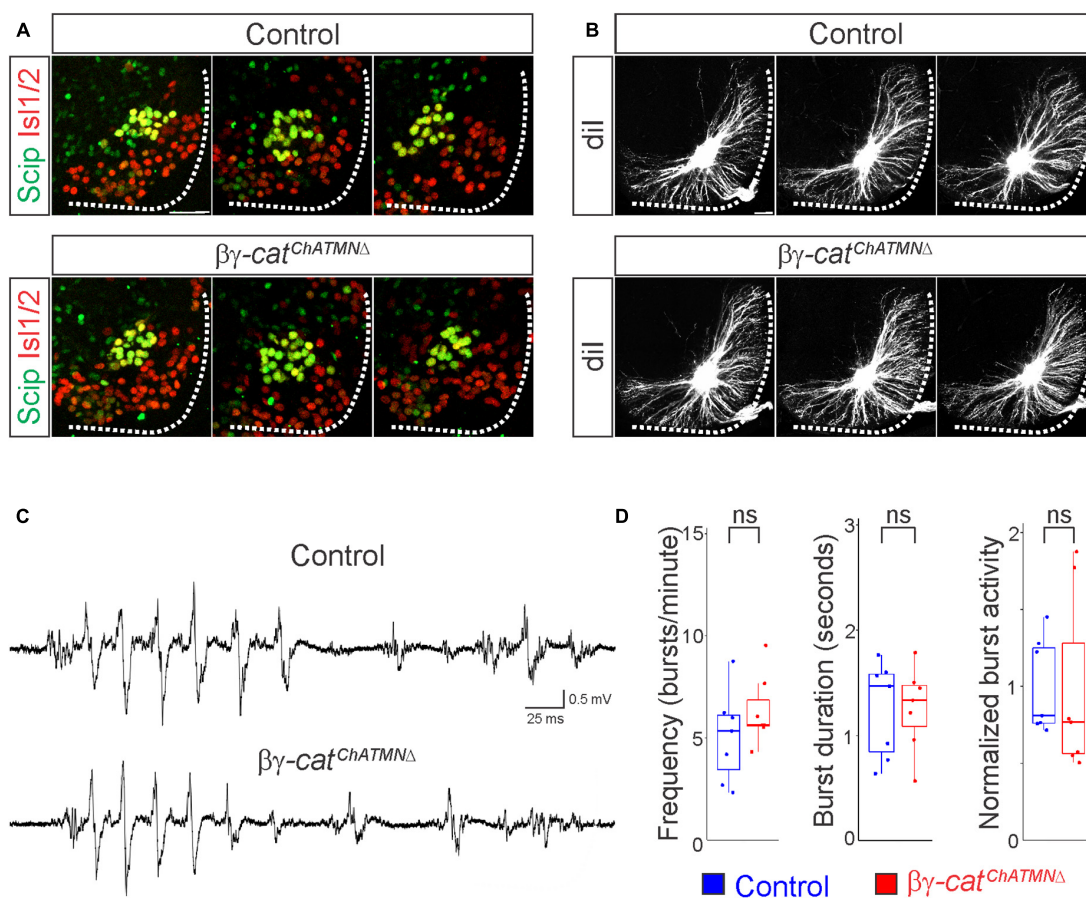 A
Control
Scip Isl1/2
βγ-cat^ChATMNΔ
Scip Isl1/2
B
Control
diI
βγ-cat^ChATMNΔ
diI
C
Control
0.5 mV
25 ms
βγ-cat^ChATMNΔ
D
ns
Frequency (bursts/minute)
15
10
5
0
ns
Burst duration (seconds)
3
2
1
0
ns
Normalized burst activity
2
1
0
Control
βγ-cat^ChATMNΔ